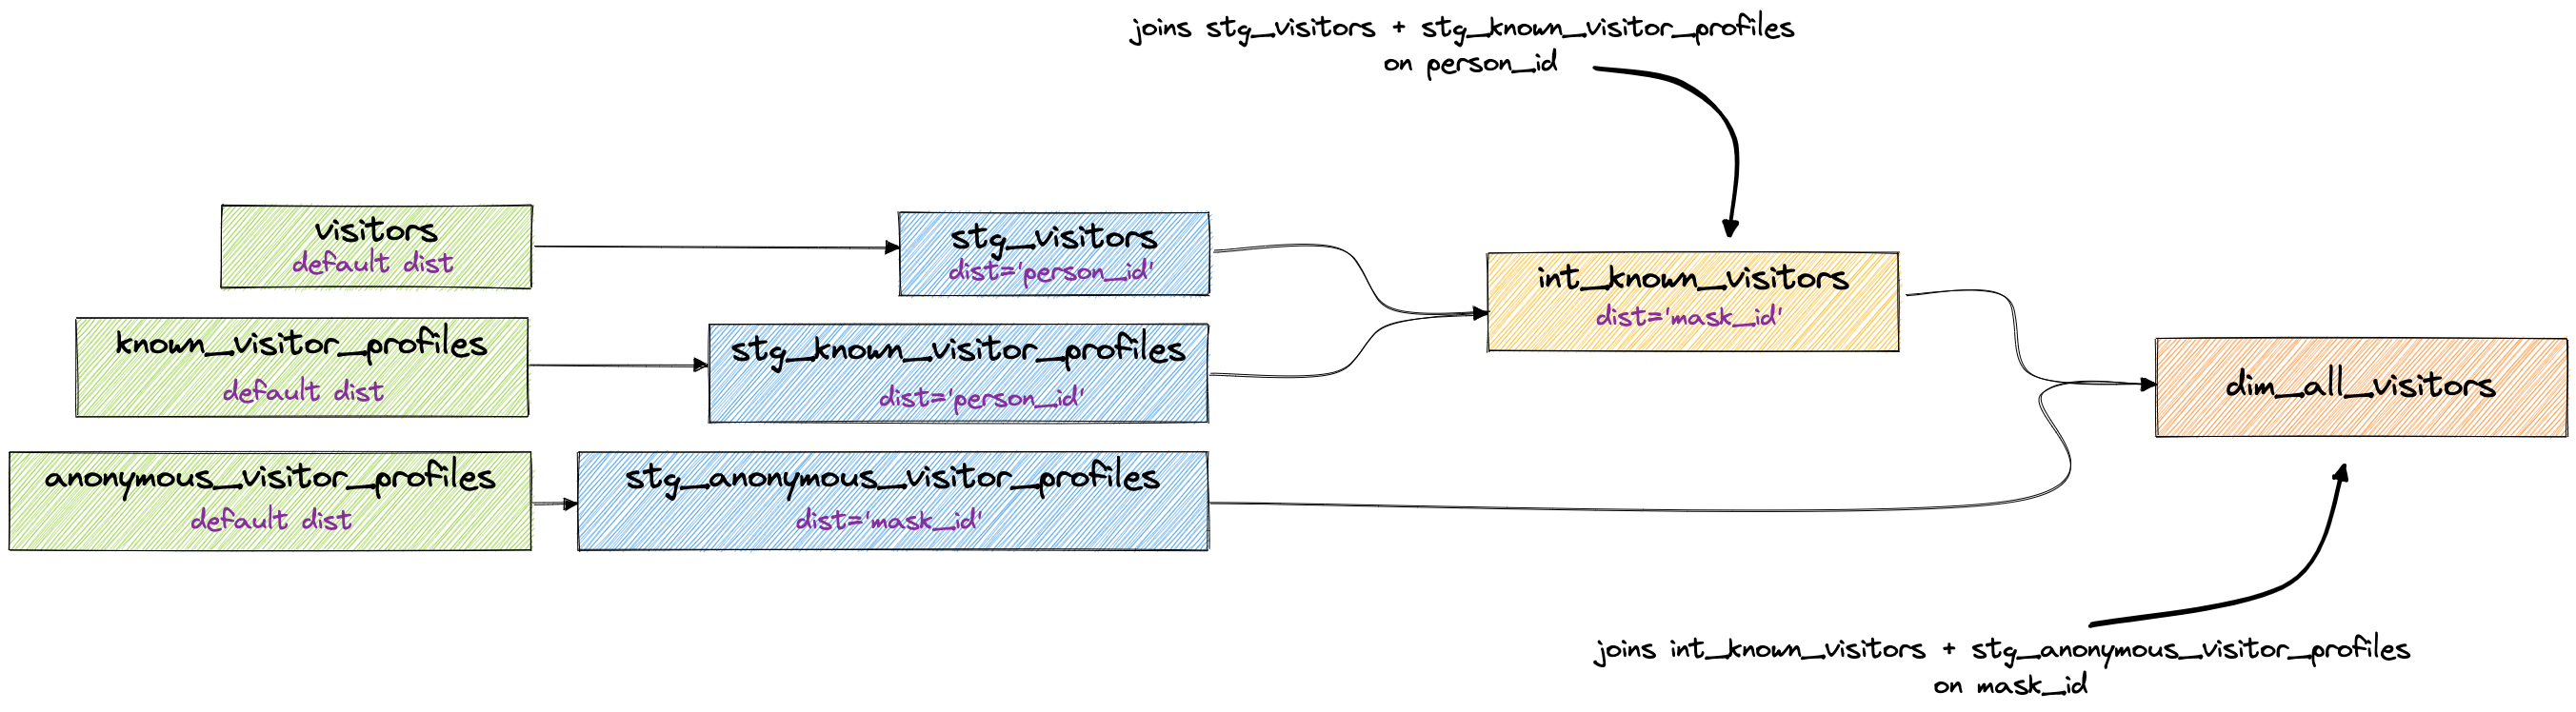 joins stg_visitors + stg_known_visitor_profiles
on person_id
visitors
default dist
stg_visitors
dist='person_id'
int_known_visitors
dist='mask_id'
known_visitor_profiles
default dist
stg_known_visitor_profiles
dist='person_id'
dim_all_visitors
anonymous_visitor_profiles
default dist
stg_anonymous_visitor_profiles
dist='mask_id'
joins int_known_visitors + stg_anonymous_visitor_profiles
on mask_id